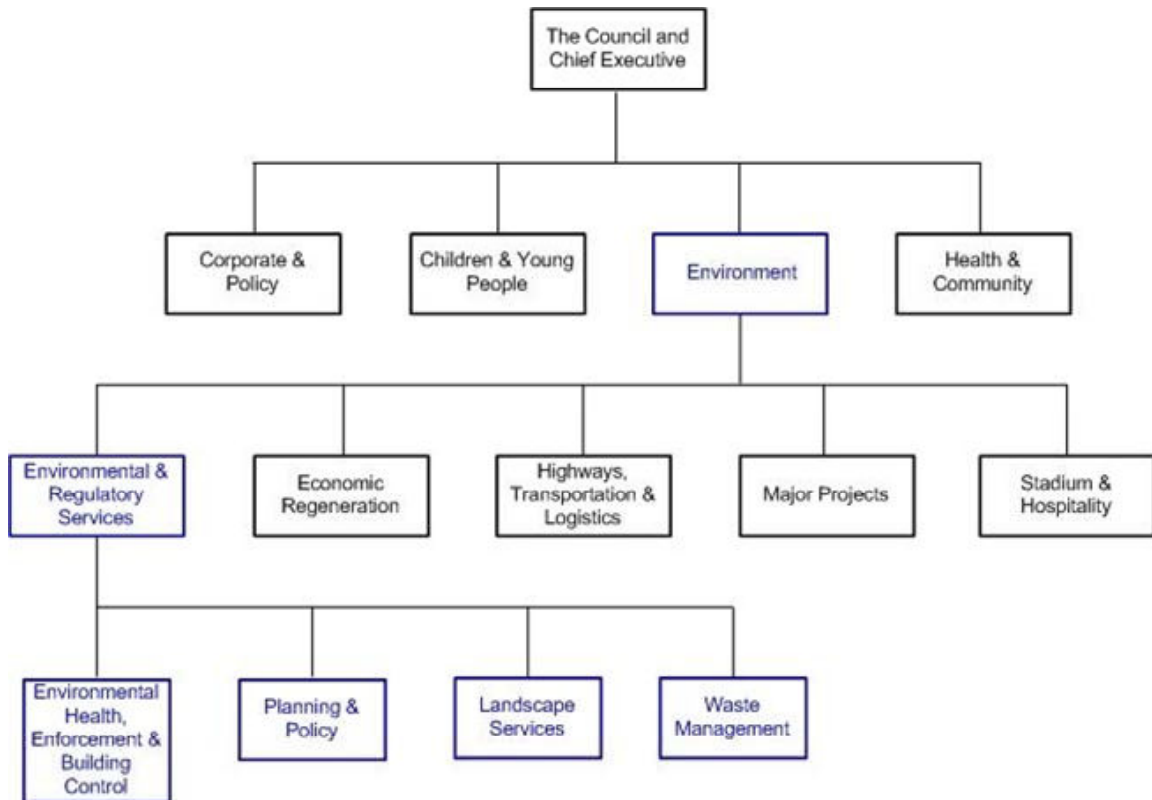 The Council and
Chief Executive
Corporate &
Policy
Children & Young
People
Environment
Health &
Community
Environmental &
Regulatory
Services
Economic
Regeneration
Highways,
Transportation &
Logistics
Major Projects
Stadium &
Hospitality
Environmental
Health,
Enforcement &
Building
Control
Planning &
Policy
Landscape
Services
Waste
Management